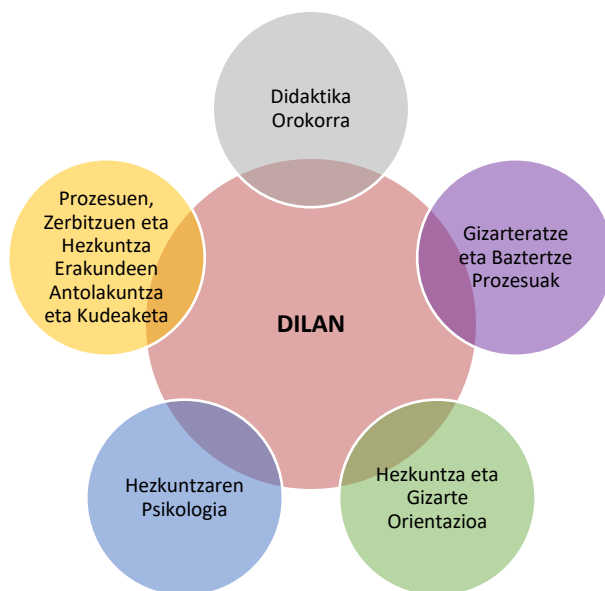 Didaktika
Orokorra
Prozesuen,
Zerbitzuen eta
Hezkuntza
Erakundeen
Antolakuntza
eta Kudeaketa
Gizarteratze
eta Baztertze
Prozesuak
DILAN
Hezkuntzaren
Psikologia
Hezkuntza eta
Gizarte
Orientazioa